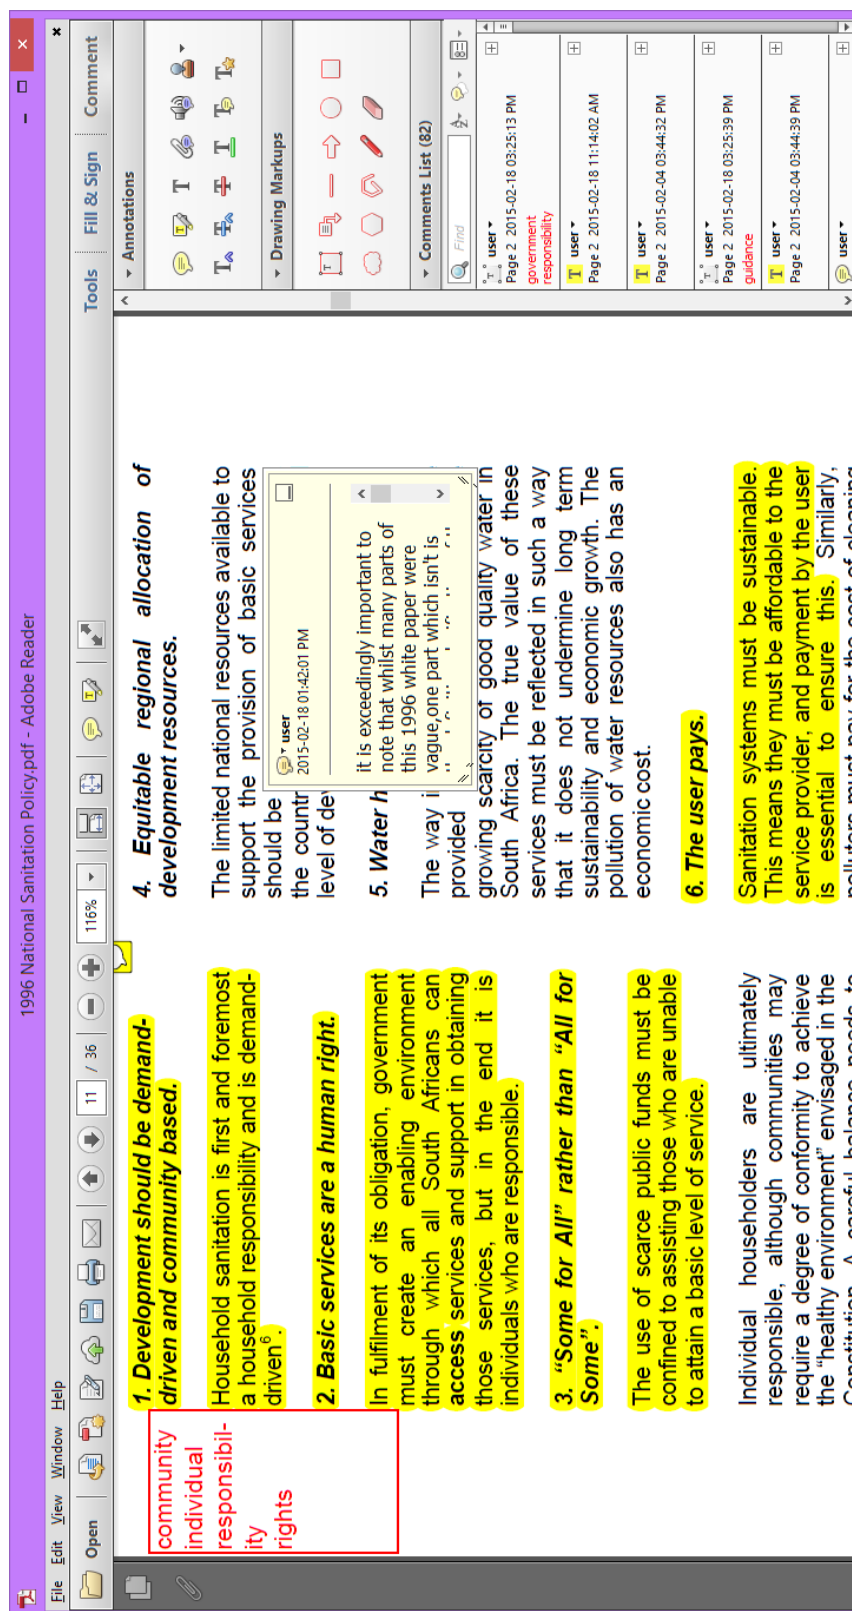 1996 National Sanitation Policy.pdf - Adobe Reader
File Edit View Window Help
Open
11 / 36
116%
Tools Fill & Sign Comment
community
individual
responsibil-
ity
rights
1. Development should be demand-
driven and community based.
Household sanitation is first and foremost
a household responsibility and is demand-
driven6.
2. Basic services are a human right.
In fulfilment of its obligation, government
must create an enabling environment
through which all South Africans can
access services and support in obtaining
those services, but in the end it is
individuals who are responsible.
3. “Some for All” rather than “All for
Some”.
The use of scarce public funds must be
confined to assisting those who are unable
to attain a basic level of service.
Individual householders are ultimately
responsible, although communities may
require a degree of conformity to achieve
the “healthy environment” envisaged in the
Constitution. A careful balance needs to
4. Equitable regional allocation of
development resources.
The limited national resources available to
support the provision of basic services
should be
the countr
level of dev
5. Water h
The way i
provided
growing scarcity of good quality water in
South Africa. The true value of these
services must be reflected in such a way
that it does not undermine long term
sustainability and economic growth. The
pollution of water resources also has an
economic cost.
6. The user pays.
Sanitation systems must be sustainable.
This means they must be affordable to the
service provider, and payment by the user
is essential to ensure this. Similarly,
polluters must pay for the cost of cleaning
user
2015-02-18 01:42:01 PM
it is exceedingly important to
note that whilst many parts of
this 1996 white paper were
vague,one part which isn't is
Annotations
Drawing Markups
Comments List (82)
Find
user
Page 2 2015-02-18 03:25:13 PM
government
responsibility
user
Page 2 2015-02-18 11:14:02 AM
user
Page 2 2015-02-04 03:44:32 PM
user
Page 2 2015-02-18 03:25:39 PM
guidance
user
Page 2 2015-02-04 03:44:39 PM
user